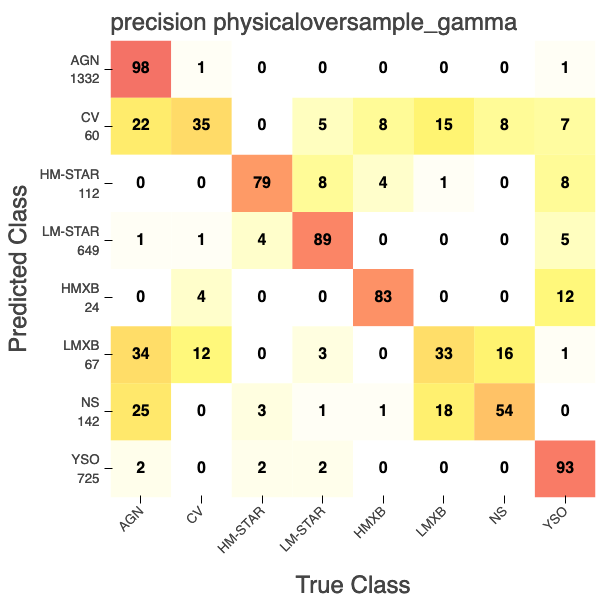 precision physicaloversample_gamma
AGN
1332
98 1 0 0 0 0 0 1
CV
60
22 35 0 5 8 15 8 7
HM-STAR
112
0 0 79 8 4 1 0 8
LM-STAR
649
1 1 4 89 0 0 0 5
HMXB
24
0 4 0 0 83 0 0 12
LMXB
67
34 12 0 3 0 33 16 1
NS
142
25 0 3 1 1 18 54 0
YSO
725
2 0 2 2 0 0 0 93
Predicted Class
AGN CV HM-STAR LM-STAR HMXB LMXB NS YSO
True Class